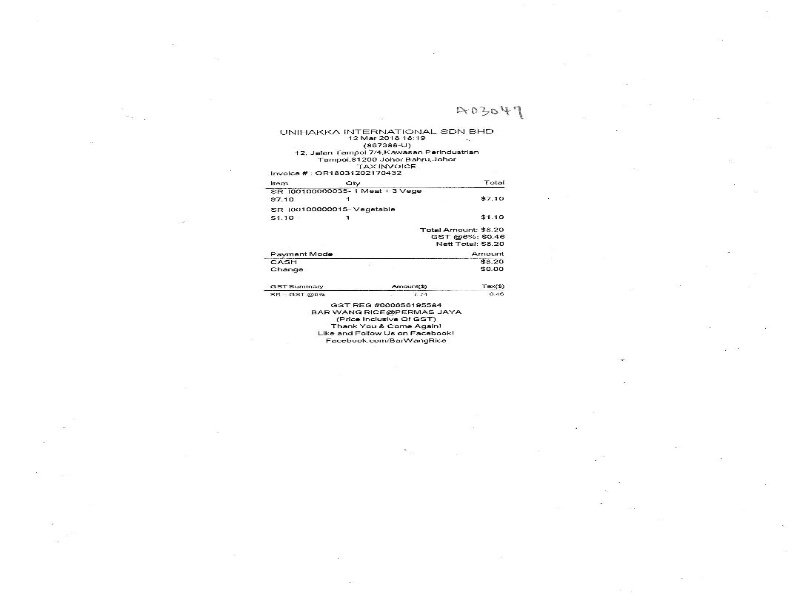 A03047
UNIHAKKA INTERNATIONAL SDN BHD
12 Mar 2018 18:19
(867388-U)
12, Jalan Tampoi 7/4,Kawasan Parindustrian
Tampoi,81200 Johor Bahru,Johor
TAX INVOICE
Invoice # : OR18031202170432
Item Qty Total
SR I00100000035- 1 Meat + 3 Vege
$7.10 1 $7.10
SR I00100000015- Vegetable
$1.10 1 $1.10
Total Amount: $8.20
GST @6%: $0.46
Nett Total: $8.20
Payment Mode Amount
CASH $8.20
Change $0.00
GST Summary Amount($) Tax($)
SR : GST @6% 7.74 0.46
GST REG #000656195584
BAR WANG RICE@PERMAS JAYA
(Price Inclusive Of GST)
Thank You & Come Again!
Like and Follow Us on Facebook!
Facebook.com/BarWangRice